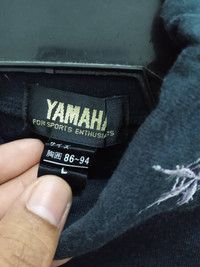 YAMAHA
FOR SPORTS ENTHUSIASTS
サイズ
胸囲 86-94
L